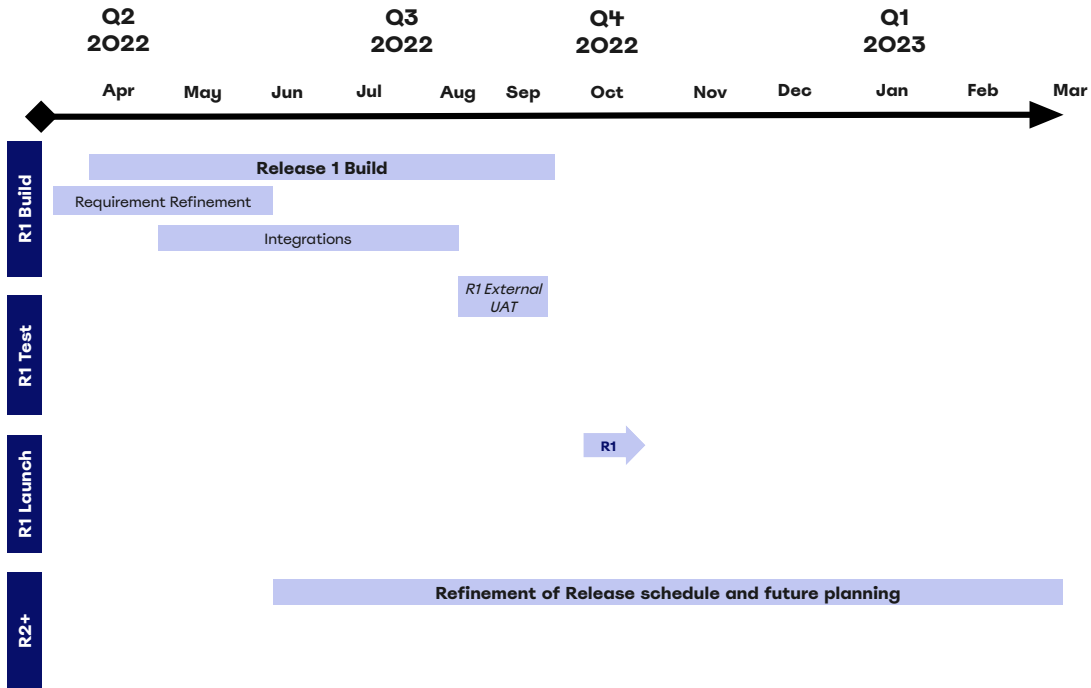 Q2
2022
Q3
2022
Q4
2022
Q1
2023
Apr
May
Jun
Jul
Aug
Sep
Oct
Nov
Dec
Jan
Feb
Mar
R1 Build
Release 1 Build
Requirement Refinement
Integrations
R1 Test
R1 External
UAT
R1 Launch
R1
R2+
Refinement of Release schedule and future planning